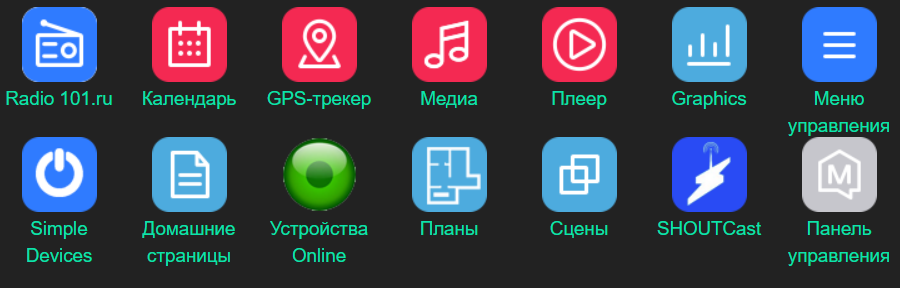 Radio 101.ru Календарь GPS-трекер Медиа Плеер Graphics Меню
управления
Simple Домашние Устройства Планы Сцены SHOUTCast Панель
Devices страницы Online управления
M